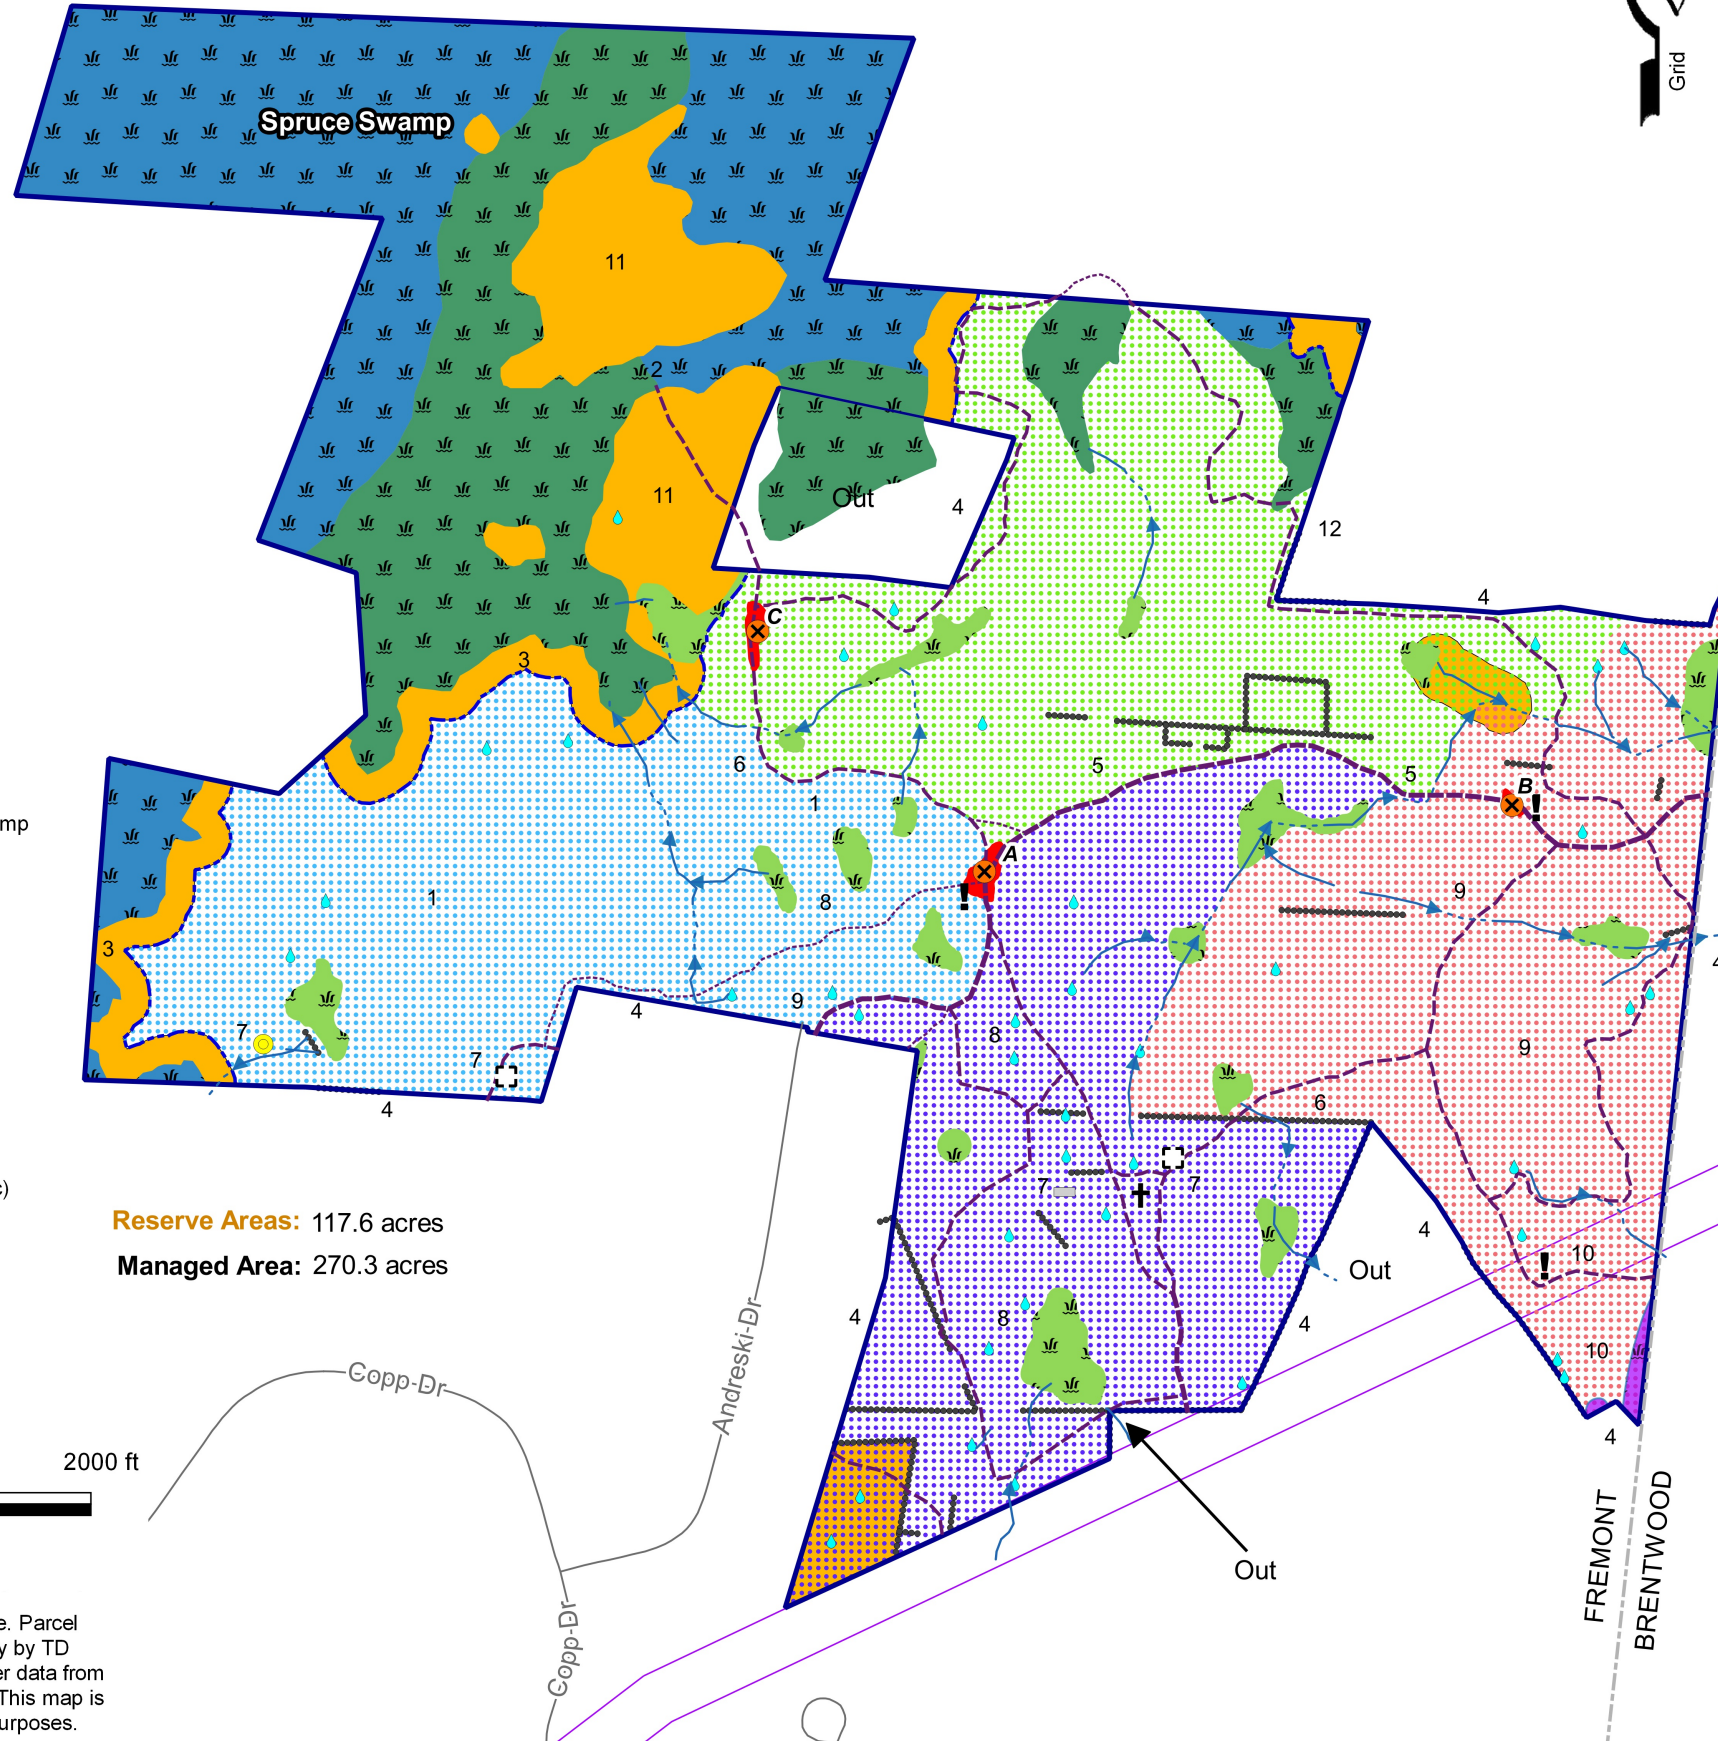 Grid
Spruce Swamp
11
2
11
Out
4
12
4
C
3
6
5
5
B
1
!
A
1
8
!
9
3
9
4
4
7
7
8
9
4
6
7
7
4
Out
4
10
!
4
8
4
10
4
mp
c)
Reserve Areas: 117.6 acres
Managed Area: 270.3 acres
Copp-Dr
Andreski-Dr
2000 ft
Out
FREMONT
BRENTWOOD
Copp-Dr
e. Parcel
y by TD
er data from
This map is
urposes.